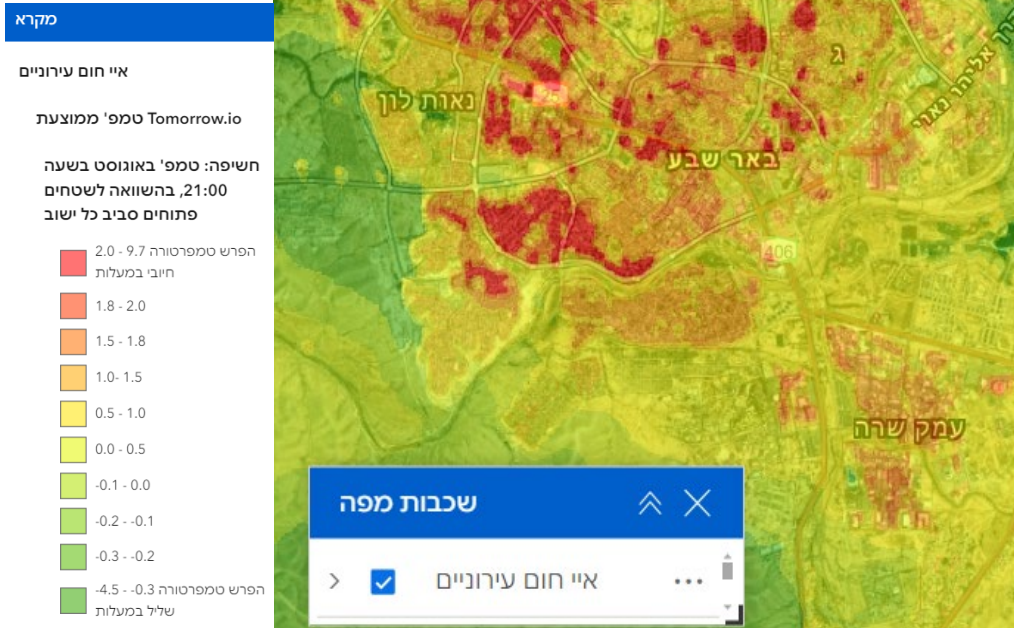 מקרא
איי חום עירוניים
Tomorrow.io טמפ' ממוצעת
חשיפה: טמפ' באוגוסט בשעה
21:00, בהשוואה לשטחים
פתוחים סביב כל ישוב
הפרש טמפרטורה 9.7 - 2.0
חיובי במעלות
1.8 - 2.0
1.5 - 1.8
1.0- 1.5
0.5 - 1.0
0.0 - 0.5
-0.1 - 0.0
-0.2 - -0.1
-0.3 - -0.2
הפרש טמפרטורה -0.3 - -4.5
שליל במעלות
ג
אליהו נאוי
נאות לון
25
באר שבע
406
עמק שרה
שכבות מפה
איי חום עירוניים